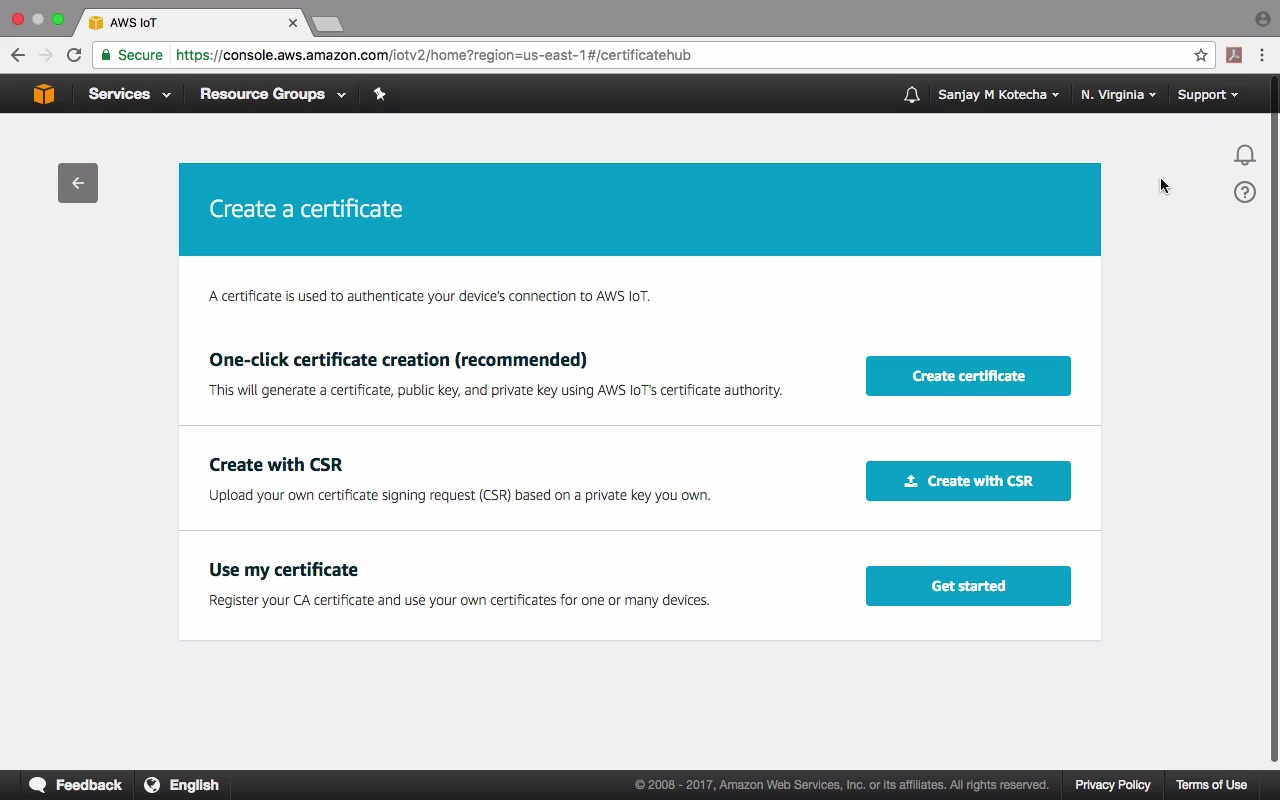 AWS IoT
Secure https://console.aws.amazon.com/iotv2/home?region=us-east-1#/certificatehub
Services Resource Groups Sanjay M Kotecha N. Virginia Support
Create a certificate
A certificate is used to authenticate your device's connection to AWS IoT.
One-click certificate creation (recommended)
This will generate a certificate, public key, and private key using AWS IoT's certificate authority.
Create certificate
Create with CSR
Upload your own certificate signing request (CSR) based on a private key you own.
Create with CSR
Use my certificate
Register your CA certificate and use your own certificates for one or many devices.
Get started
Feedback English © 2008 - 2017, Amazon Web Services, Inc. or its affiliates. All rights reserved. Privacy Policy Terms of Use